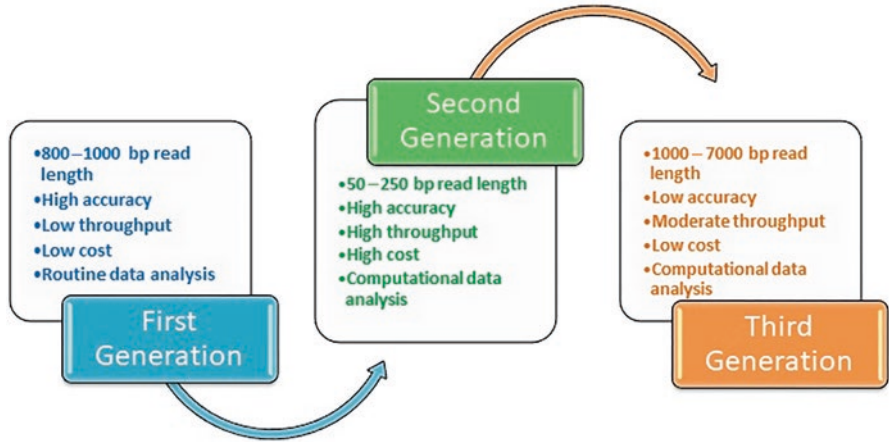 •800–1000 bp read
length
•High accuracy
•Low throughput
•Low cost
•Routine data analysis
First
Generation
Second
Generation
•50–250 bp read length
•High accuracy
•High throughput
•High cost
•Computational data
analysis
•1000–7000 bp read
length
•Low accuracy
•Moderate throughput
•Low cost
•Computational data
analysis
Third
Generation